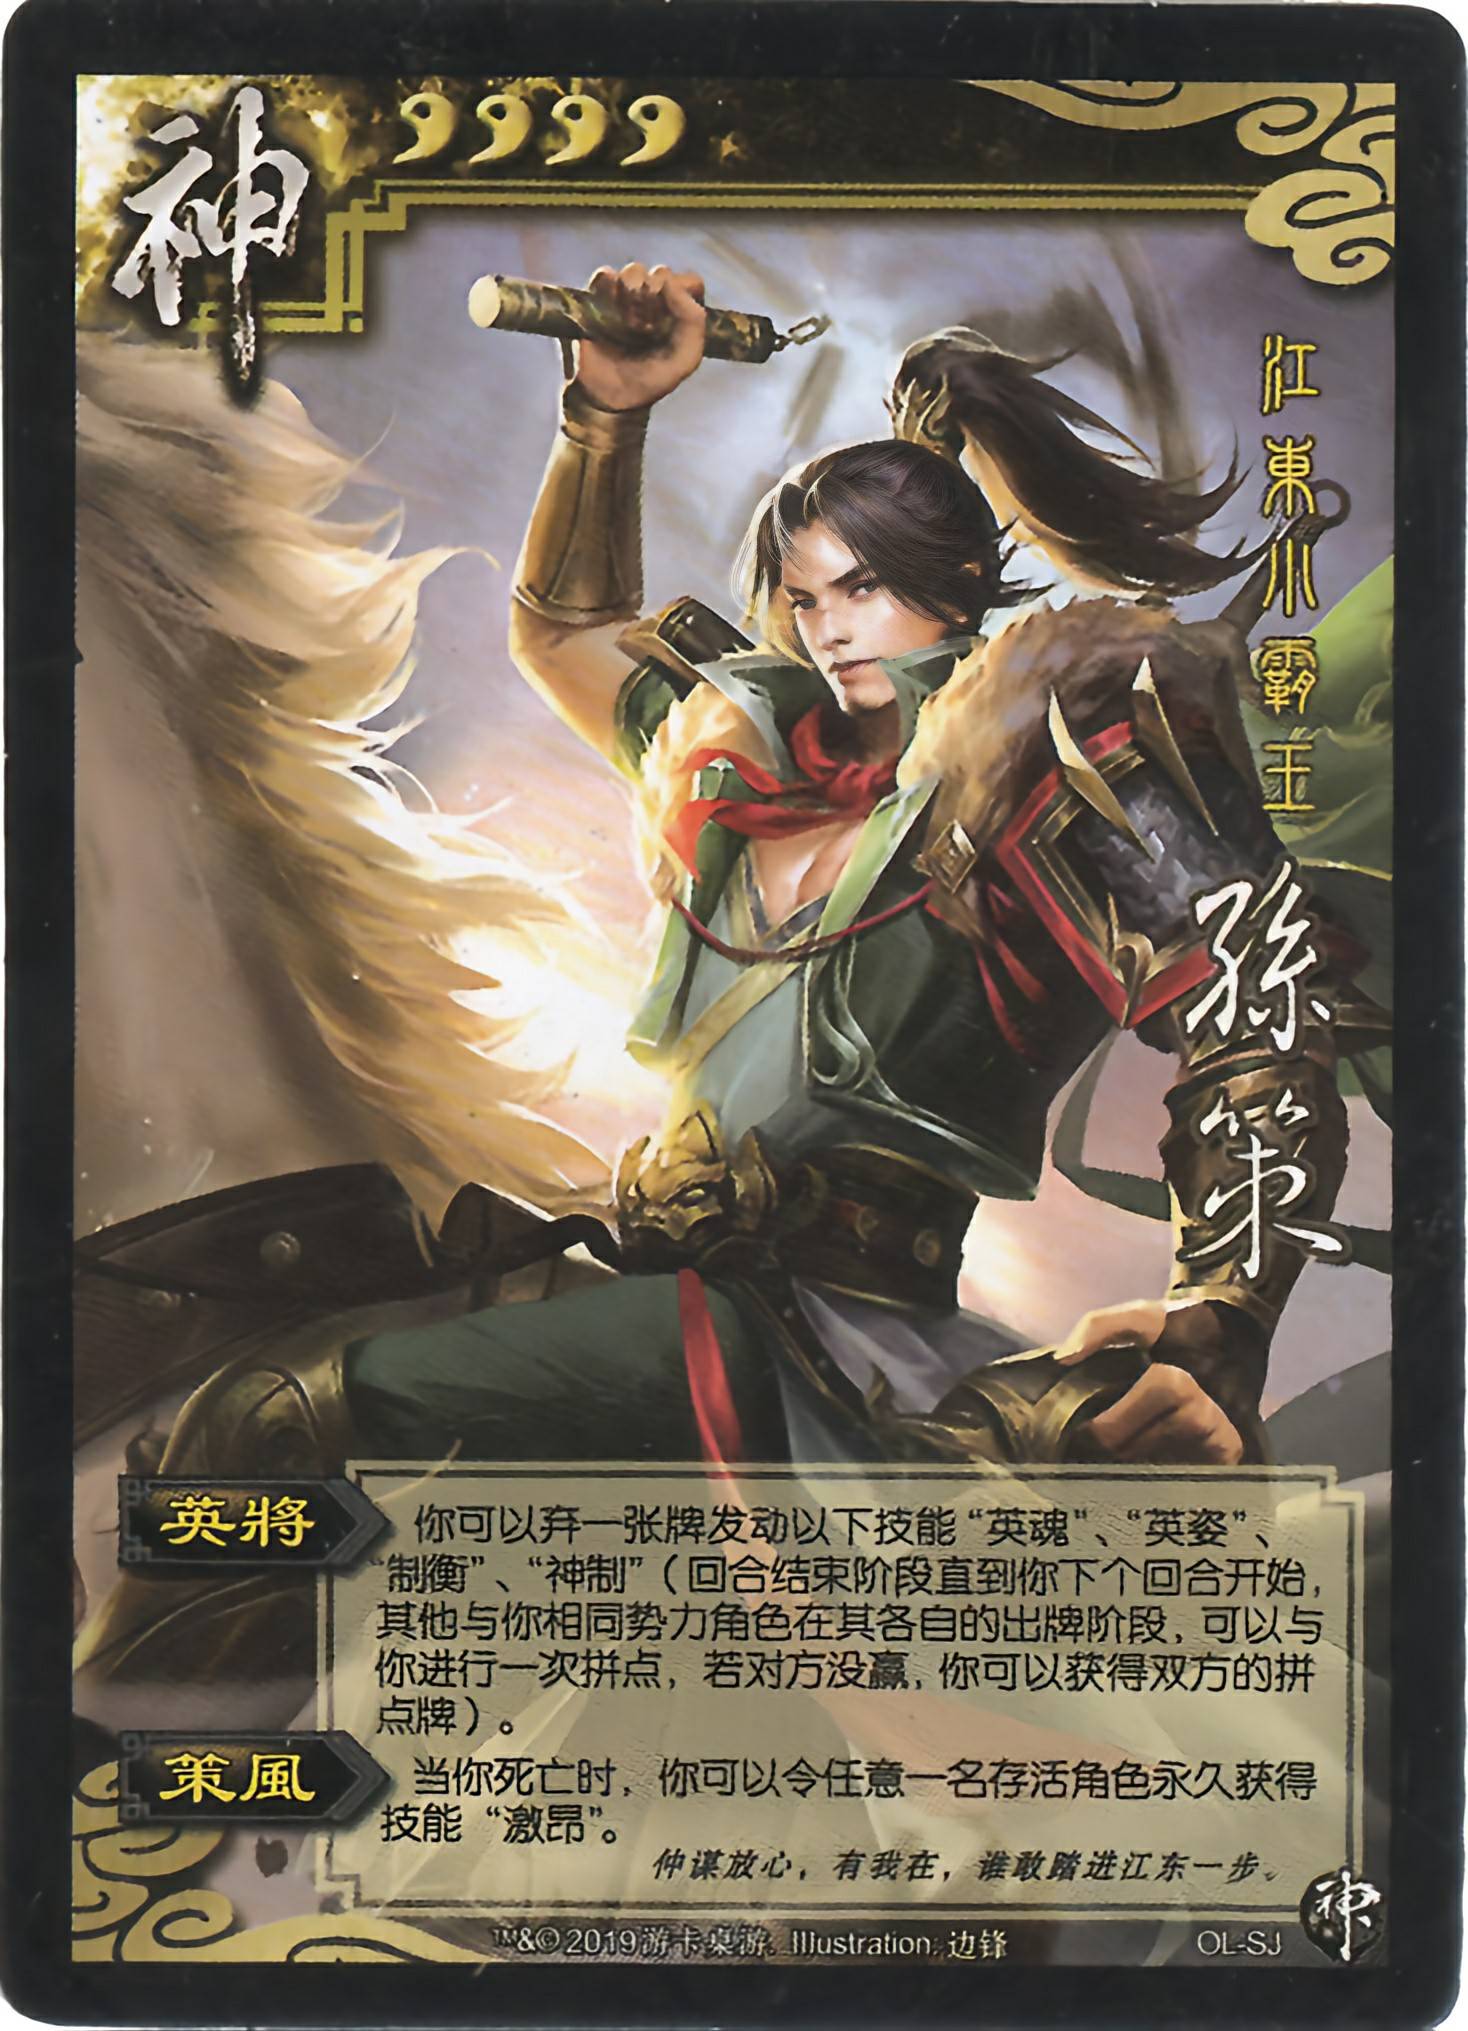 神
江東小霸王
孫策
英將
你可以弃一张牌发动以下技能“英魂”、“英姿”、
“制衡”、“神制”（回合结束阶段直到你下个回合开始，
其他与你相同势力角色在其各自的出牌阶段，可以与
你进行一次拼点，若对方没赢，你可以获得双方的拼
点牌）。
策風
当你死亡时，你可以令任意一名存活角色永久获得
技能“激昂”。
仲谋放心，有我在，谁敢踏进江东一步。
™&©2019游卡桌游. Illustration: 边锋
OL-SJ
神